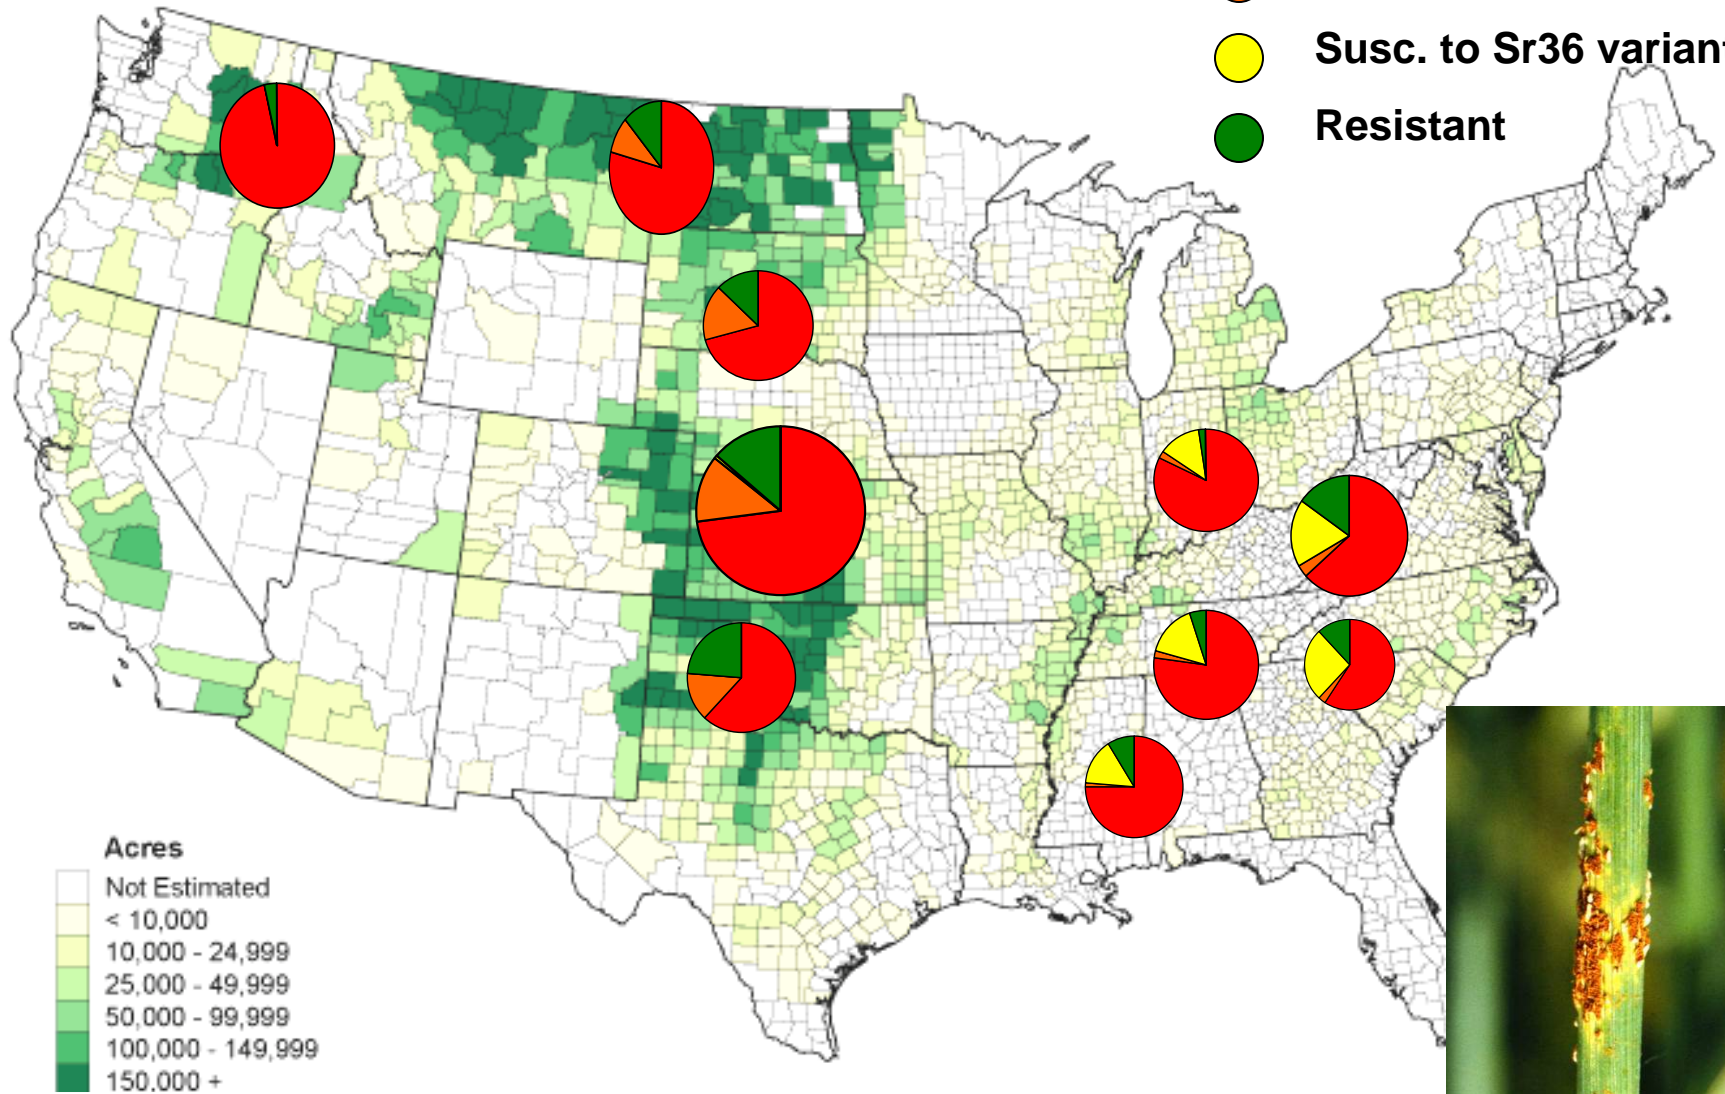 Susc. to Sr36 varian
Resistant
Acres
Not Estimated
< 10,000
10,000 - 24,999
25,000 - 49,999
50,000 - 99,999
100,000 - 149,999
150,000 +